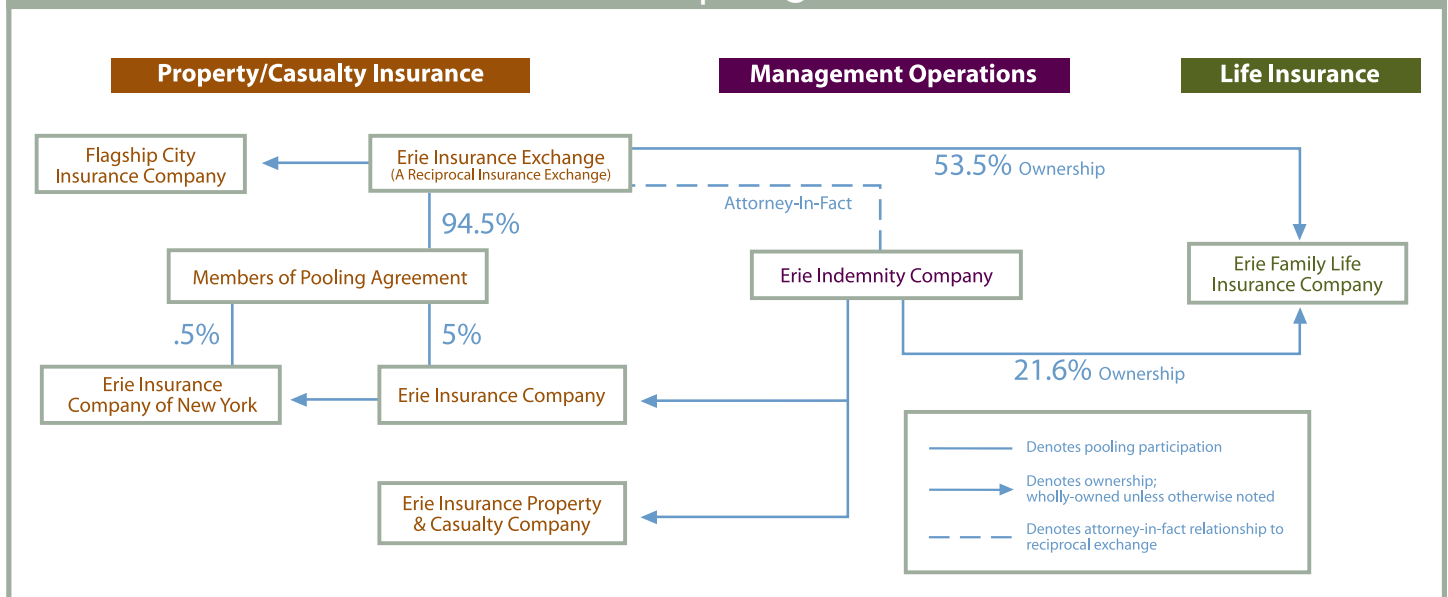 Property/Casualty Insurance
Management Operations
Life Insurance
Flagship City
Insurance Company
Erie Insurance Exchange
(A Reciprocal Insurance Exchange)
53.5% Ownership
Attorney-In-Fact
94.5%
Members of Pooling Agreement
Erie Indemnity Company
Erie Family Life
Insurance Company
.5%
5%
21.6% Ownership
Erie Insurance
Company of New York
Erie Insurance Company
Erie Insurance Property
& Casualty Company
Denotes pooling participation
Denotes ownership;
wholly-owned unless otherwise noted
Denotes attorney-in-fact relationship to
reciprocal exchange